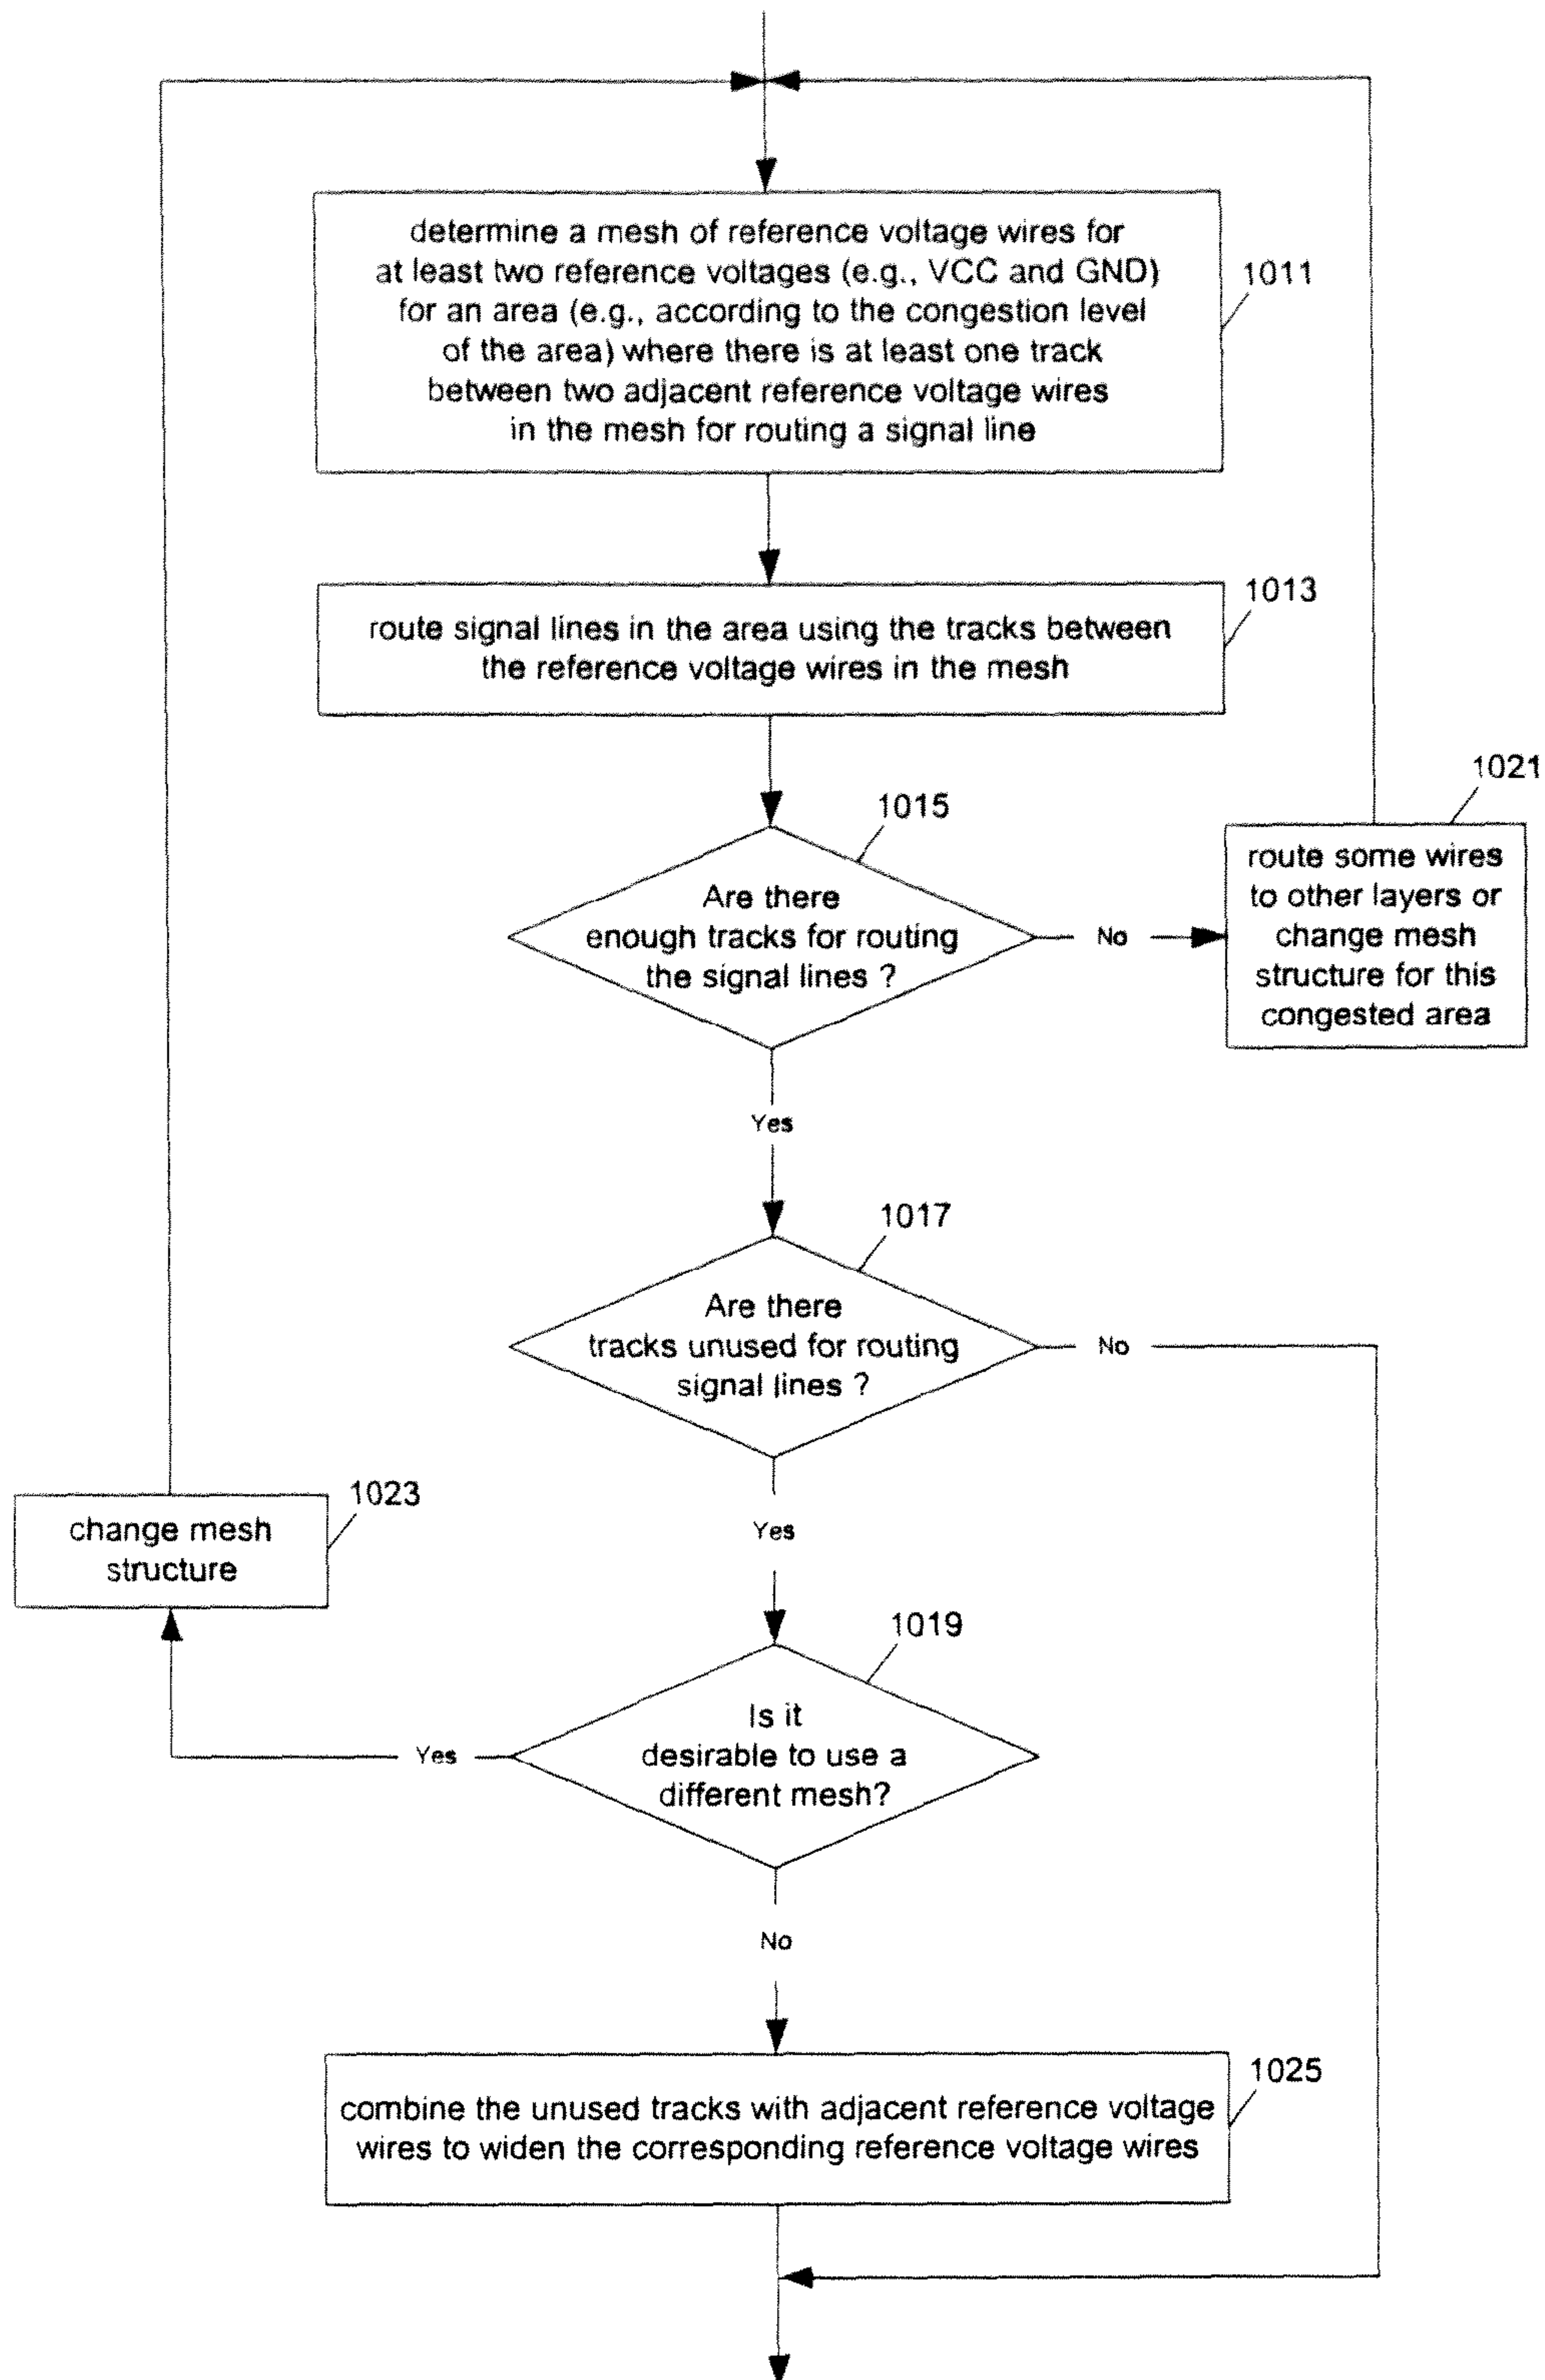 determine a mesh of reference voltage wires for
at least two reference voltages (e.g., VCC and GND)
for an area (e.g., according to the congestion level
of the area) where there is at least one track
between two adjacent reference voltage wires
in the mesh for routing a signal line
1011
route signal lines in the area using the tracks between
the reference voltage wires in the mesh
1013
1015
Are there
enough tracks for routing
the signal lines ?
No
1021
route some wires
to other layers or
change mesh
structure for this
congested area
Yes
1017
Are there
tracks unused for routing
signal lines ?
No
Yes
1023
change mesh
structure
1019
Is it
desirable to use a
different mesh?
Yes
No
1025
combine the unused tracks with adjacent reference voltage
wires to widen the corresponding reference voltage wires